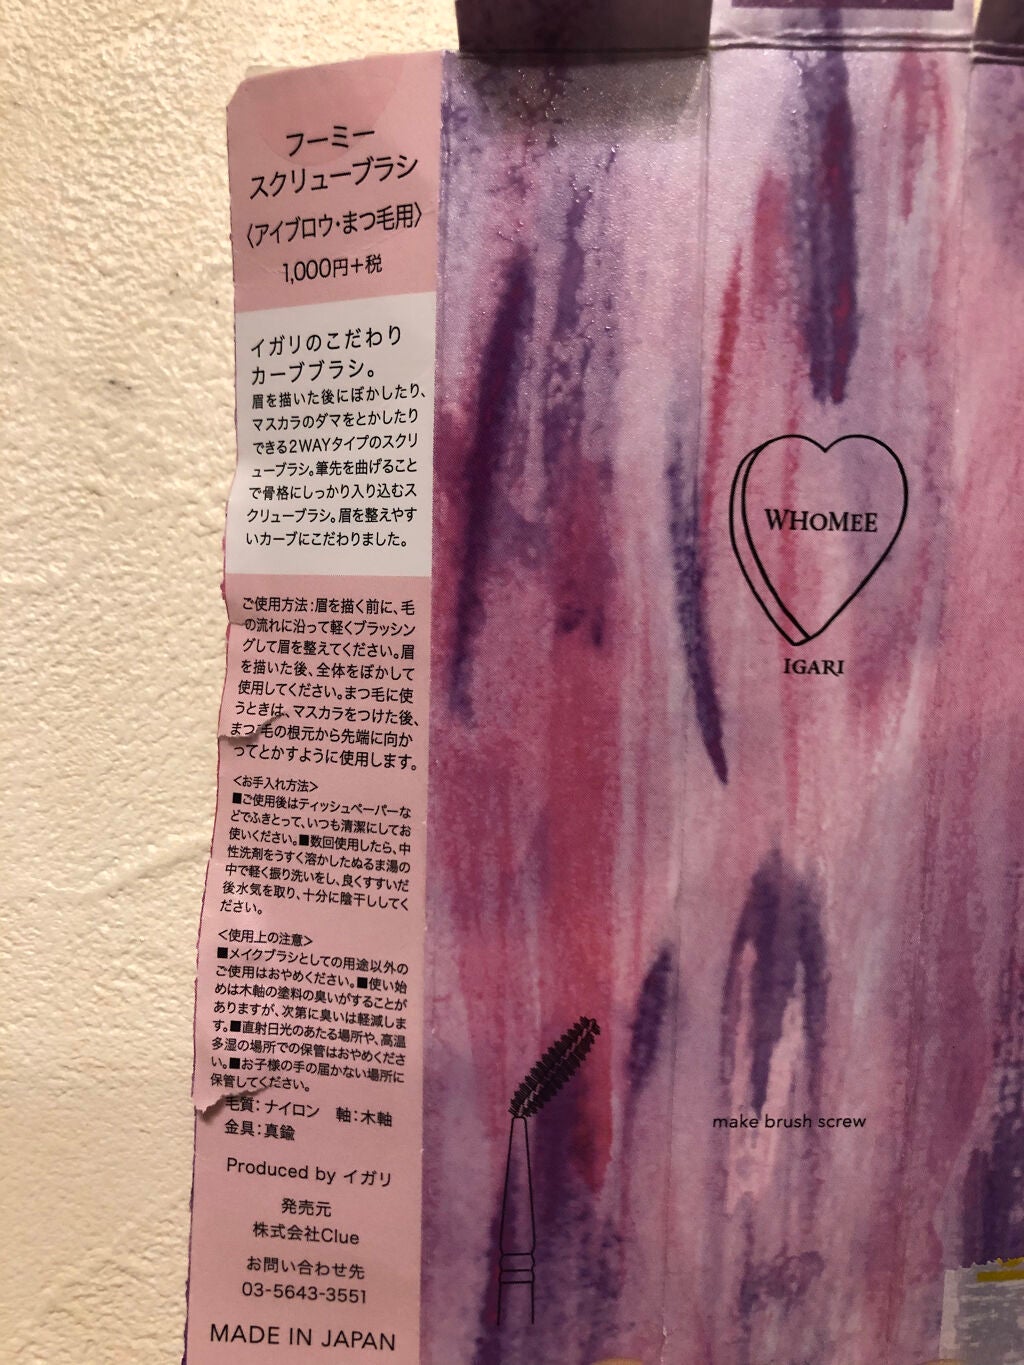 フーミー
スクリューブラシ
〈アイブロウ・まつ毛用〉
1,000円+税
イガリのこだわり
カーブブラシ。
眉を描いた後にぼかしたり、
マスカラのダマをとかしたり
できる2WAYタイプのスクリ
ューブラシ。筆先を曲げること
で骨格にしっかり入り込むス
クリューブラシ。眉を整えやす
いカーブにこだわりました。
ご使用方法:眉を描く前に、毛
の流れに沿って軽くブラッシン
グして眉を整えてください。眉
を描いた後、全体をぼかして
使用してください。まつ毛に使
うときは、マスカラをつけた後、
まつ毛の根元から先端に向か
ってとかすように使用します。
<お手入れ方法>
■ご使用後はティッシュペーパーな
どでふきとって、いつも清潔にしてお
使いください。■数回使用したら、中
性洗剤をうすく溶かしたぬるま湯の
中で軽く振り洗いをし、良くすすいだ
後水気を取り、十分に陰干ししてく
ださい。
<使用上の注意>
■メイクブラシとしての用途以外の
ご使用はおやめください。■使い始
めは木軸の塗料の臭いがすることが
ありますが、次第に臭いは軽減しま
す。■直射日光のあたる場所や、高温
多湿の場所での保管はおやめくださ
い。■お子様の手の届かない場所に
保管してください。
毛質:ナイロン 軸:木軸
金具:真鍮
Produced by イガリ
発売元
株式会社Clue
お問い合わせ先
03-5643-3551
MADE IN JAPAN
WHOMEE
IGARI
make brush screw